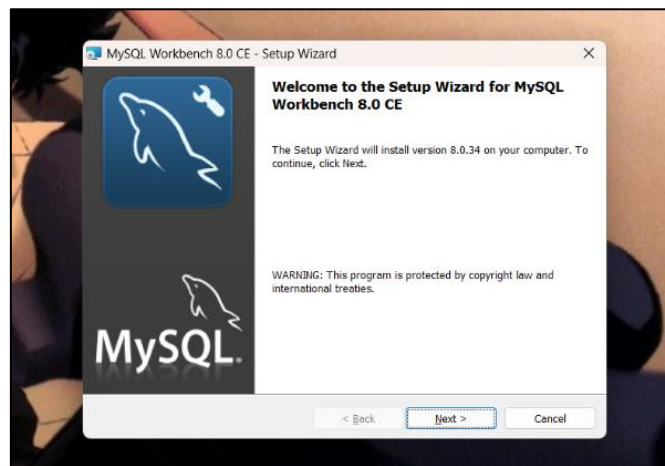 MySQL Workbench 8.0 CE - Setup Wizard
Welcome to the Setup Wizard for MySQL
Workbench 8.0 CE
The Setup Wizard will install version 8.0.34 on your computer. To
continue, click Next.
WARNING: This program is protected by copyright law and
international treaties.
MySQL.
< Back
Next >
Cancel